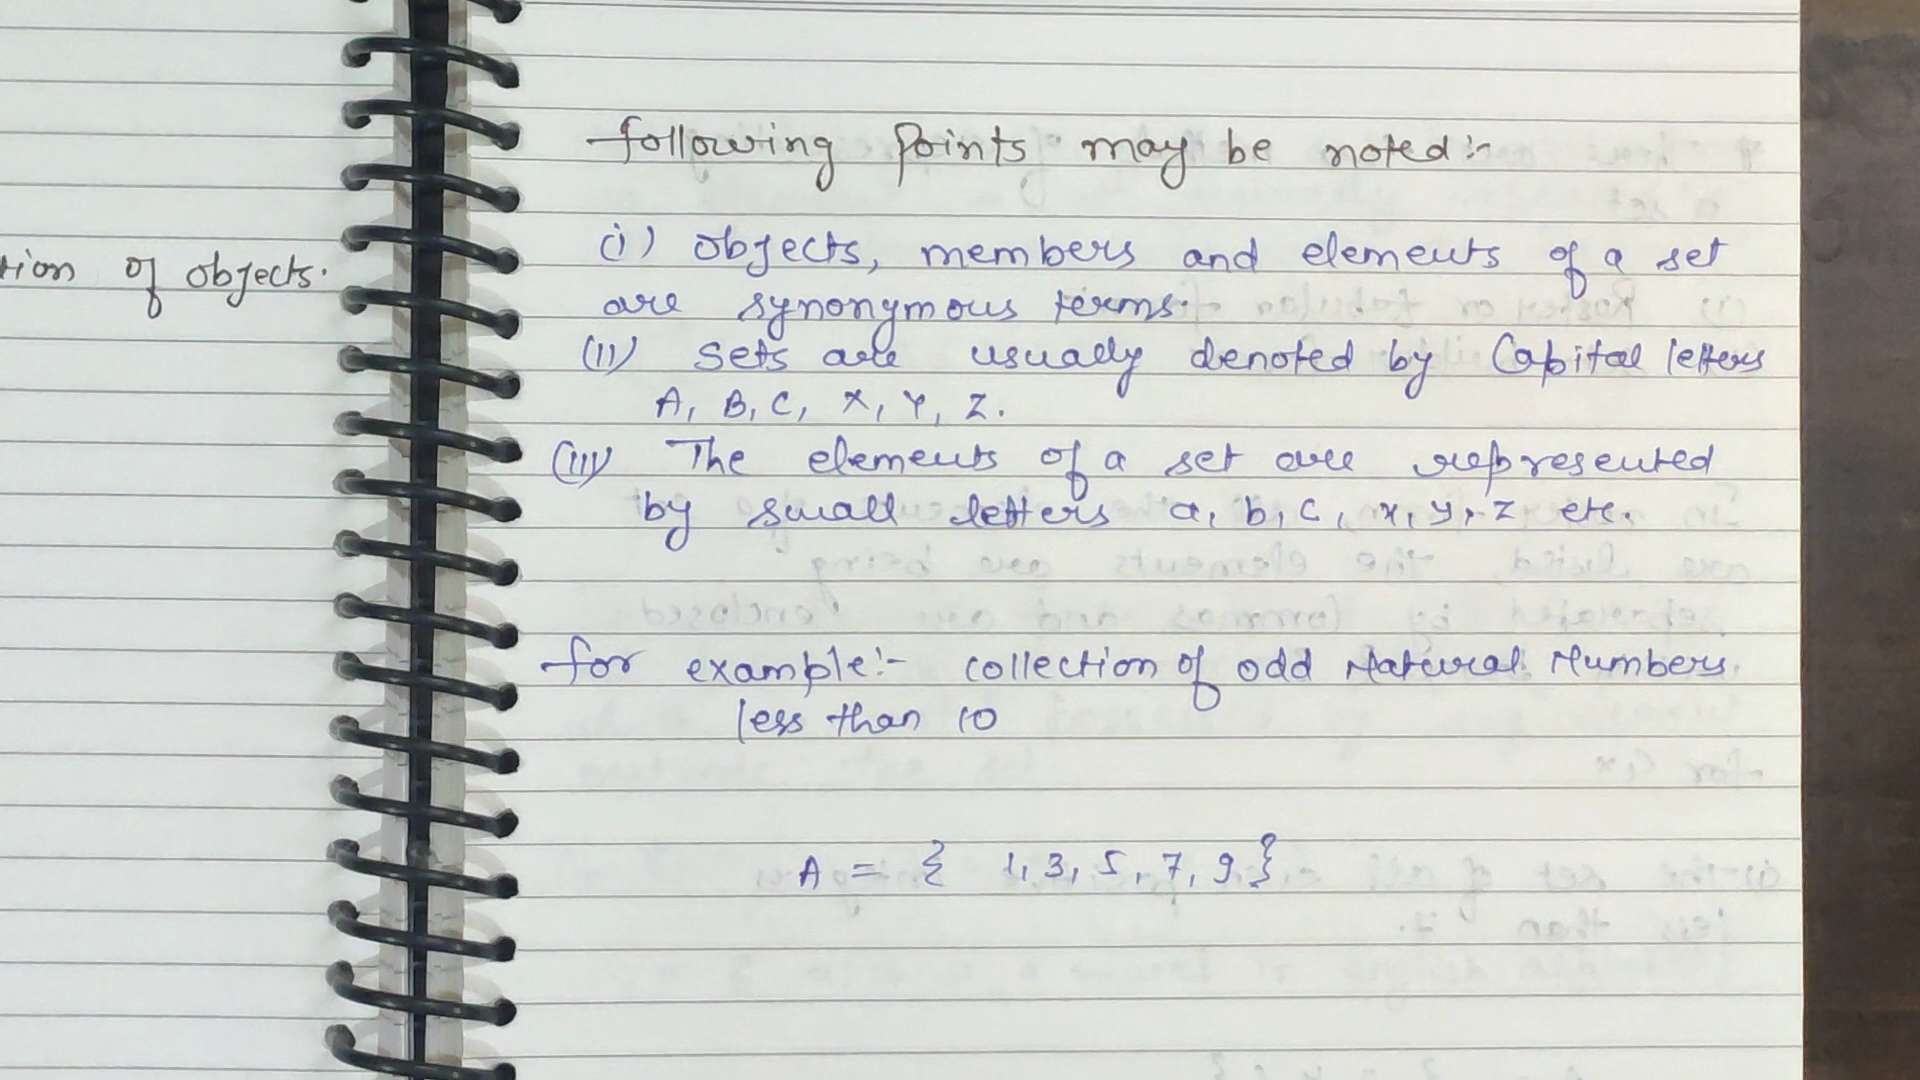 tion of objects.
following Points may be noted:-
(i) objects, members and elements of a set
are synonymous terms.
(II) Sets are usually denoted by Capital letters
A, B, C, X, Y, Z.
(III) The elements of a set are represented
by small letters a, b, c, x, y, z etc.
for example:- collection of odd Natural Numbers
less than 10
A = { 1, 3, 5, 7, 9 }